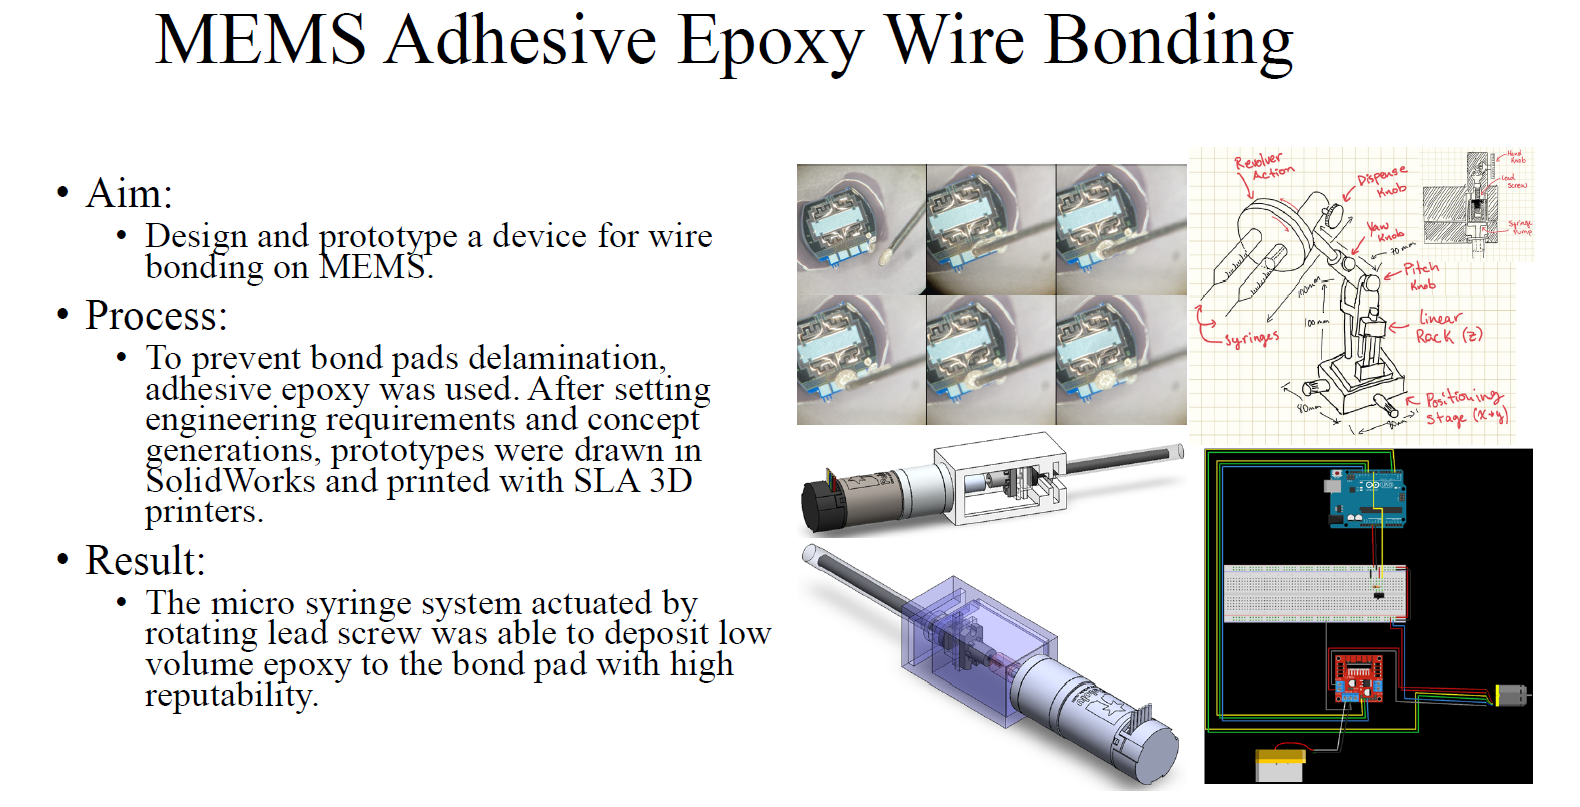 MEMS Adhesive Epoxy Wire Bonding
• Aim:
• Design and prototype a device for wire
bonding on MEMS.
• Process:
• To prevent bond pads delamination,
adhesive epoxy was used. After setting
engineering requirements and concept
generations, prototypes were drawn in
SolidWorks and printed with SLA 3D
printers.
• Result:
• The micro syringe system actuated by
rotating lead screw was able to deposit low
volume epoxy to the bond pad with high
reputability.
Revolver
Action
Dispense
Knob
Yaw
Knob
70 mm
Pitch
Knob
100mm
Linear
Rack (z)
Syringes
Positioning
Stage (x+y)
80mm
Hand
Knob
Lead
Screw
Syringe
Pump